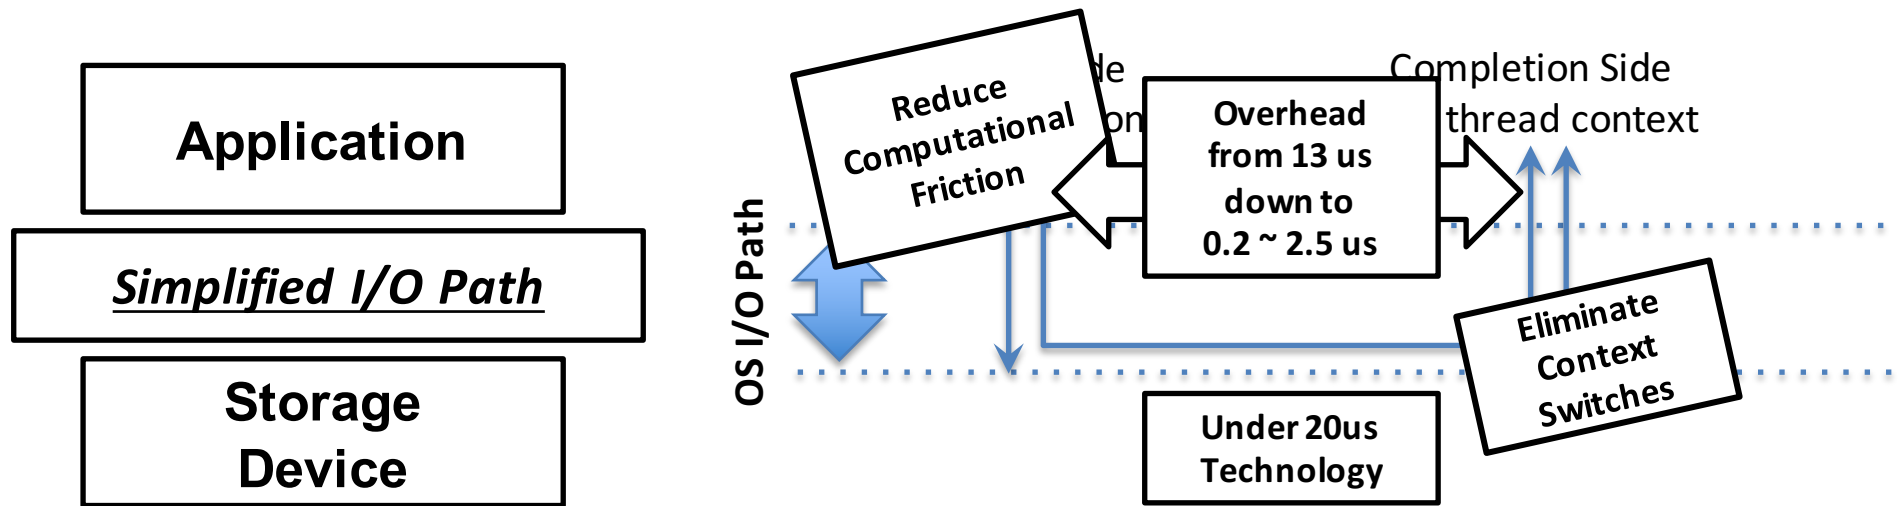 Application
Simplified I/O Path
Storage
Device
OS I/O Path
Reduce
Computational
Friction
Overhead
from 13 us
down to
0.2 ~ 2.5 us
Completion Side
thread context
Eliminate
Context
Switches
Under 20us
Technology